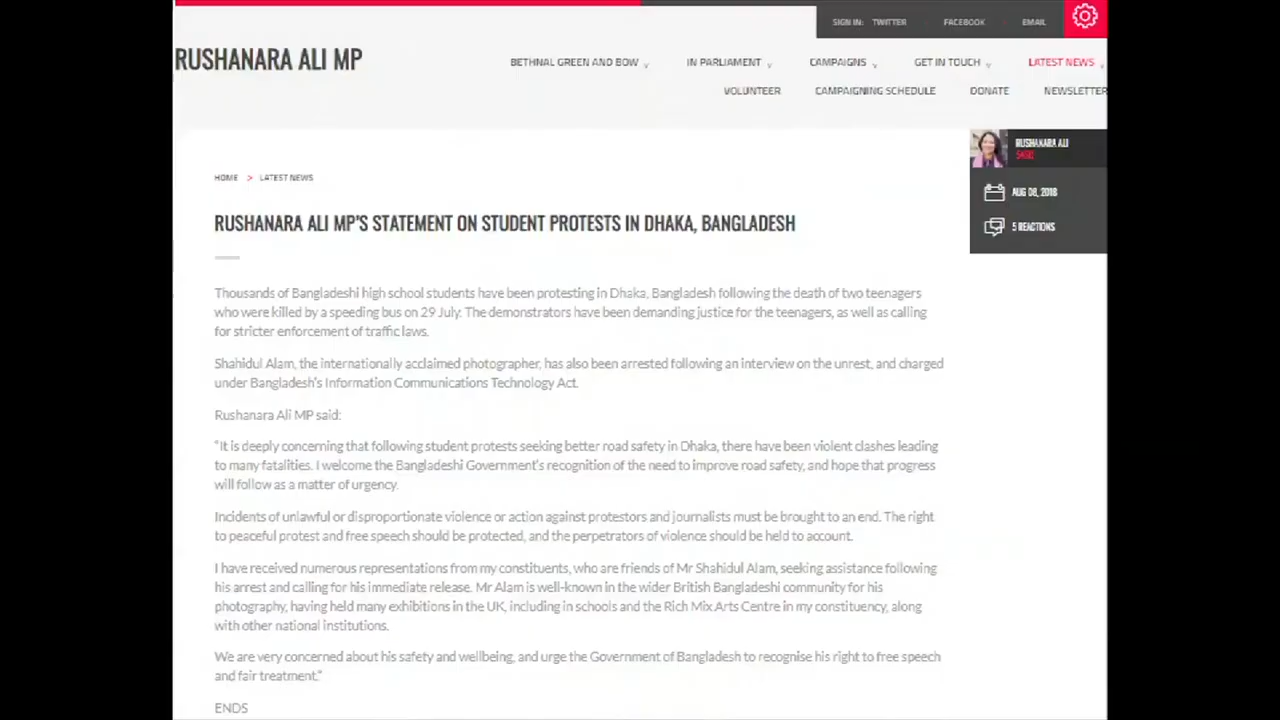 SIGN IN: TWITTER FACEBOOK EMAIL
RUSHANARA ALI MP
BETHNAL GREEN AND BOW IN PARLIAMENT CAMPAIGNS GET IN TOUCH LATEST NEWS
VOLUNTEER CAMPAIGNING SCHEDULE DONATE NEWSLETTER
RUSHANARA ALI
AUG 08, 2018
5 REACTIONS
HOME > LATEST NEWS
RUSHANARA ALI MP'S STATEMENT ON STUDENT PROTESTS IN DHAKA, BANGLADESH
Thousands of Bangladeshi high school students have been protesting in Dhaka, Bangladesh following the death of two teenagers
who were killed by a speeding bus on 29 July. The demonstrators have been demanding justice for the teenagers, as well as calling
for stricter enforcement of traffic laws.
Shahidul Alam, the internationally acclaimed photographer, has also been arrested following an interview on the unrest, and charged
under Bangladesh's Information Communications Technology Act.
Rushanara Ali MP said:
"It is deeply concerning that following student protests seeking better road safety in Dhaka, there have been violent clashes leading
to many fatalities. I welcome the Bangladeshi Government's recognition of the need to improve road safety, and hope that progress
will follow as a matter of urgency.
Incidents of unlawful or disproportionate violence or action against protestors and journalists must be brought to an end. The right
to peaceful protest and free speech should be protected, and the perpetrators of violence should be held to account.
I have received numerous representations from my constituents, who are friends of Mr Shahidul Alam, seeking assistance following
his arrest and calling for his immediate release. Mr Alam is well-known in the wider British Bangladeshi community for his
photography, having held many exhibitions in the UK, including in schools and the Rich Mix Arts Centre in my constituency, along
with other national institutions.
We are very concerned about his safety and wellbeing, and urge the Government of Bangladesh to recognise his right to free speech
and fair treatment."
ENDS